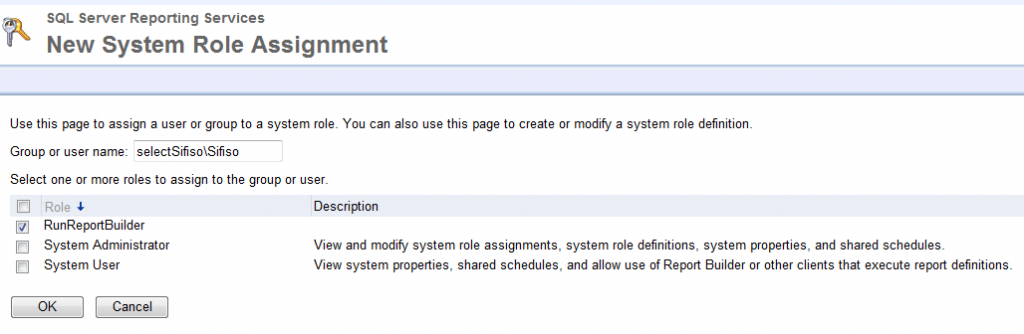 SQL Server Reporting Services
New System Role Assignment
Use this page to assign a user or group to a system role. You can also use this page to create or modify a system role definition.
Group or user name: selectSifiso\Sifiso
Select one or more roles to assign to the group or user.
Role Description
RunReportBuilder
System Administrator View and modify system role assignments, system role definitions, system properties, and shared schedules.
System User View system properties, shared schedules, and allow use of Report Builder or other clients that execute report definitions.
OK Cancel